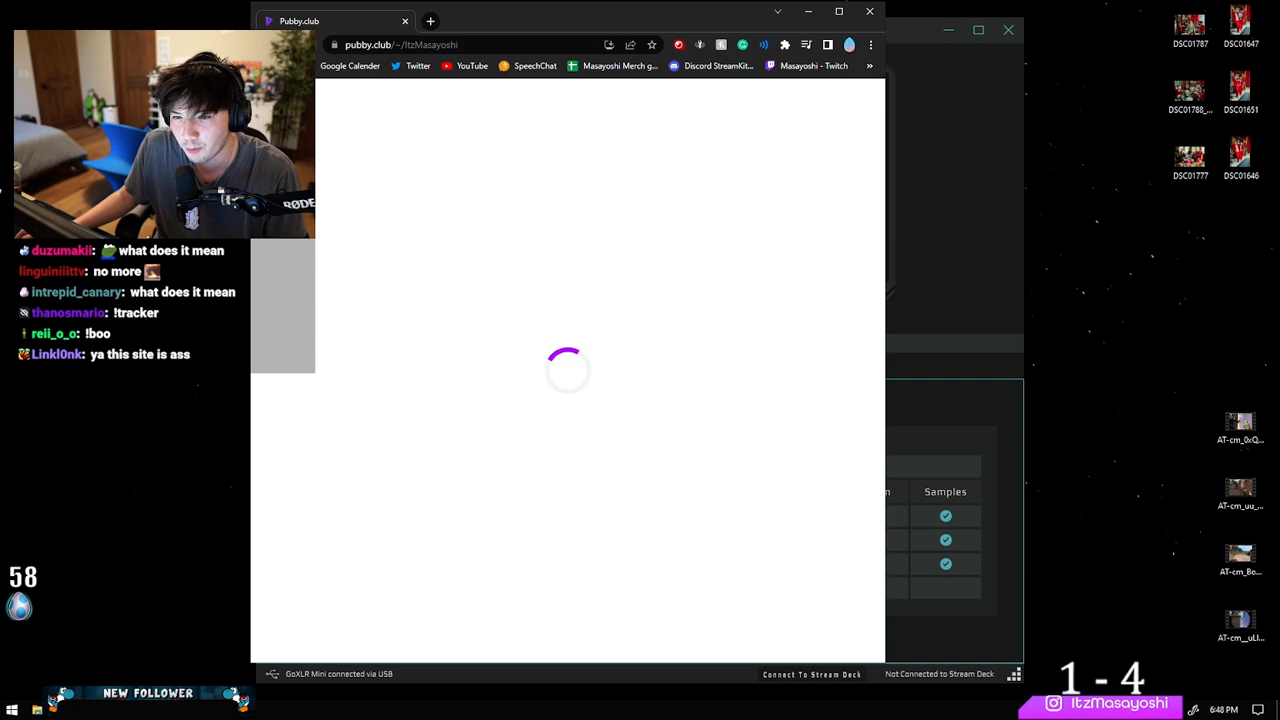 Pubby.club
pubby.club/~/ItzMasayoshi
Google Calender
Twitter
YouTube
SpeechChat
Masayoshi Merch g...
Discord StreamKit...
Masayoshi - Twitch
»
DSC01787
DSC01647
DSC01788_...
DSC01651
DSC01777
DSC01646
RØDE
duzumakii: what does it mean
linguiniittv: no more
intrepid_canary: what does it mean
thanosmario: !tracker
reii_o_o: !boo
Linkl0nk: ya this site is ass
AT-cm_0xQ...
n
Samples
AT-cm_uu_...
AT-cm_Bo...
58
AT-cm__uLI...
GoXLR Mini connected via USB
Connect To Stream Deck
Not Connected to Stream Deck
1 - 4
NEW FOLLOWER
ItzMasayoshi
6:48 PM